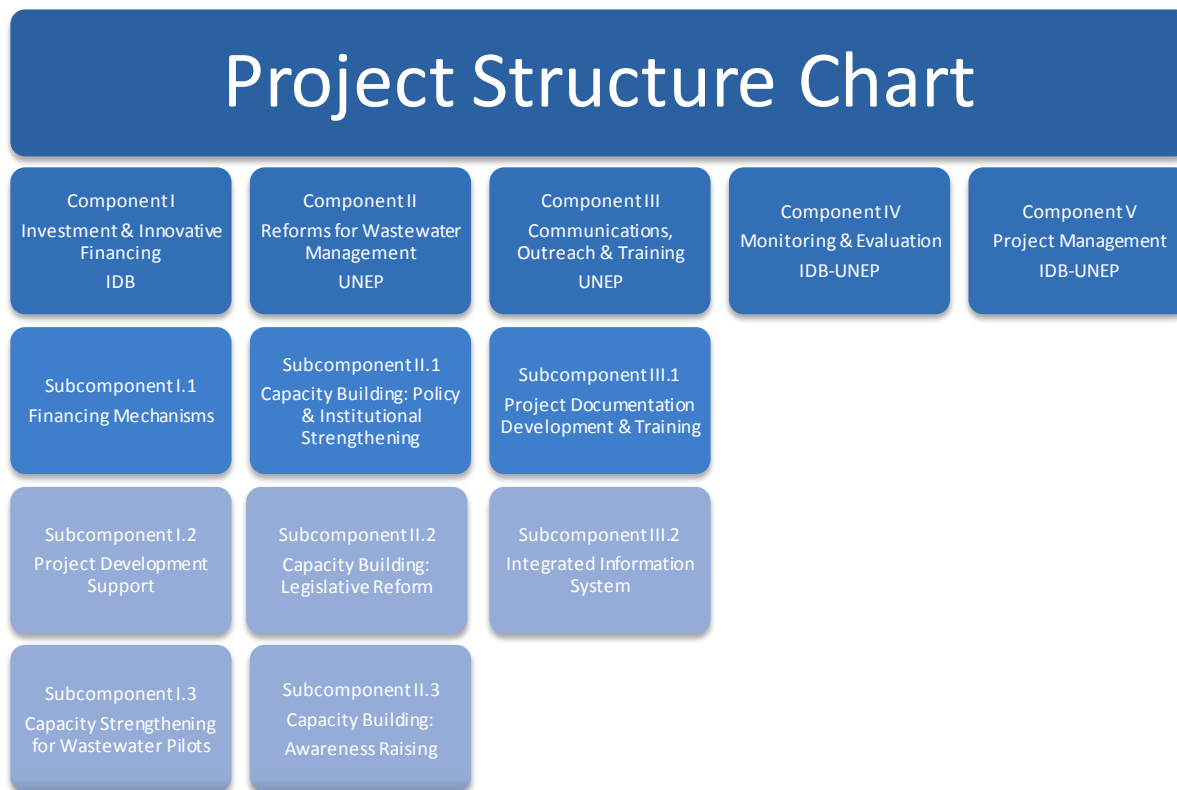 Project Structure Chart
Component I
Investment & Innovative
Financing
IDB
Component II
Reforms for Wastewater
Management
UNEP
Component III
Communications,
Outreach & Training
UNEP
Component IV
Monitoring & Evaluation
IDB-UNEP
Component V
Project Management
IDB-UNEP
Subcomponent I.1
Financing Mechanisms
Subcomponent II.1
Capacity Building: Policy
& Institutional
Strengthening
Subcomponent III.1
Project Documentation
Development & Training
Subcomponent I.2
Project Development
Support
Subcomponent II.2
Capacity Building:
Legislative Reform
Subcomponent III.2
Integrated Information
System
Subcomponent I.3
Capacity Strengthening
for Wastewater Pilots
Subcomponent II.3
Capacity Building:
Awareness Raising